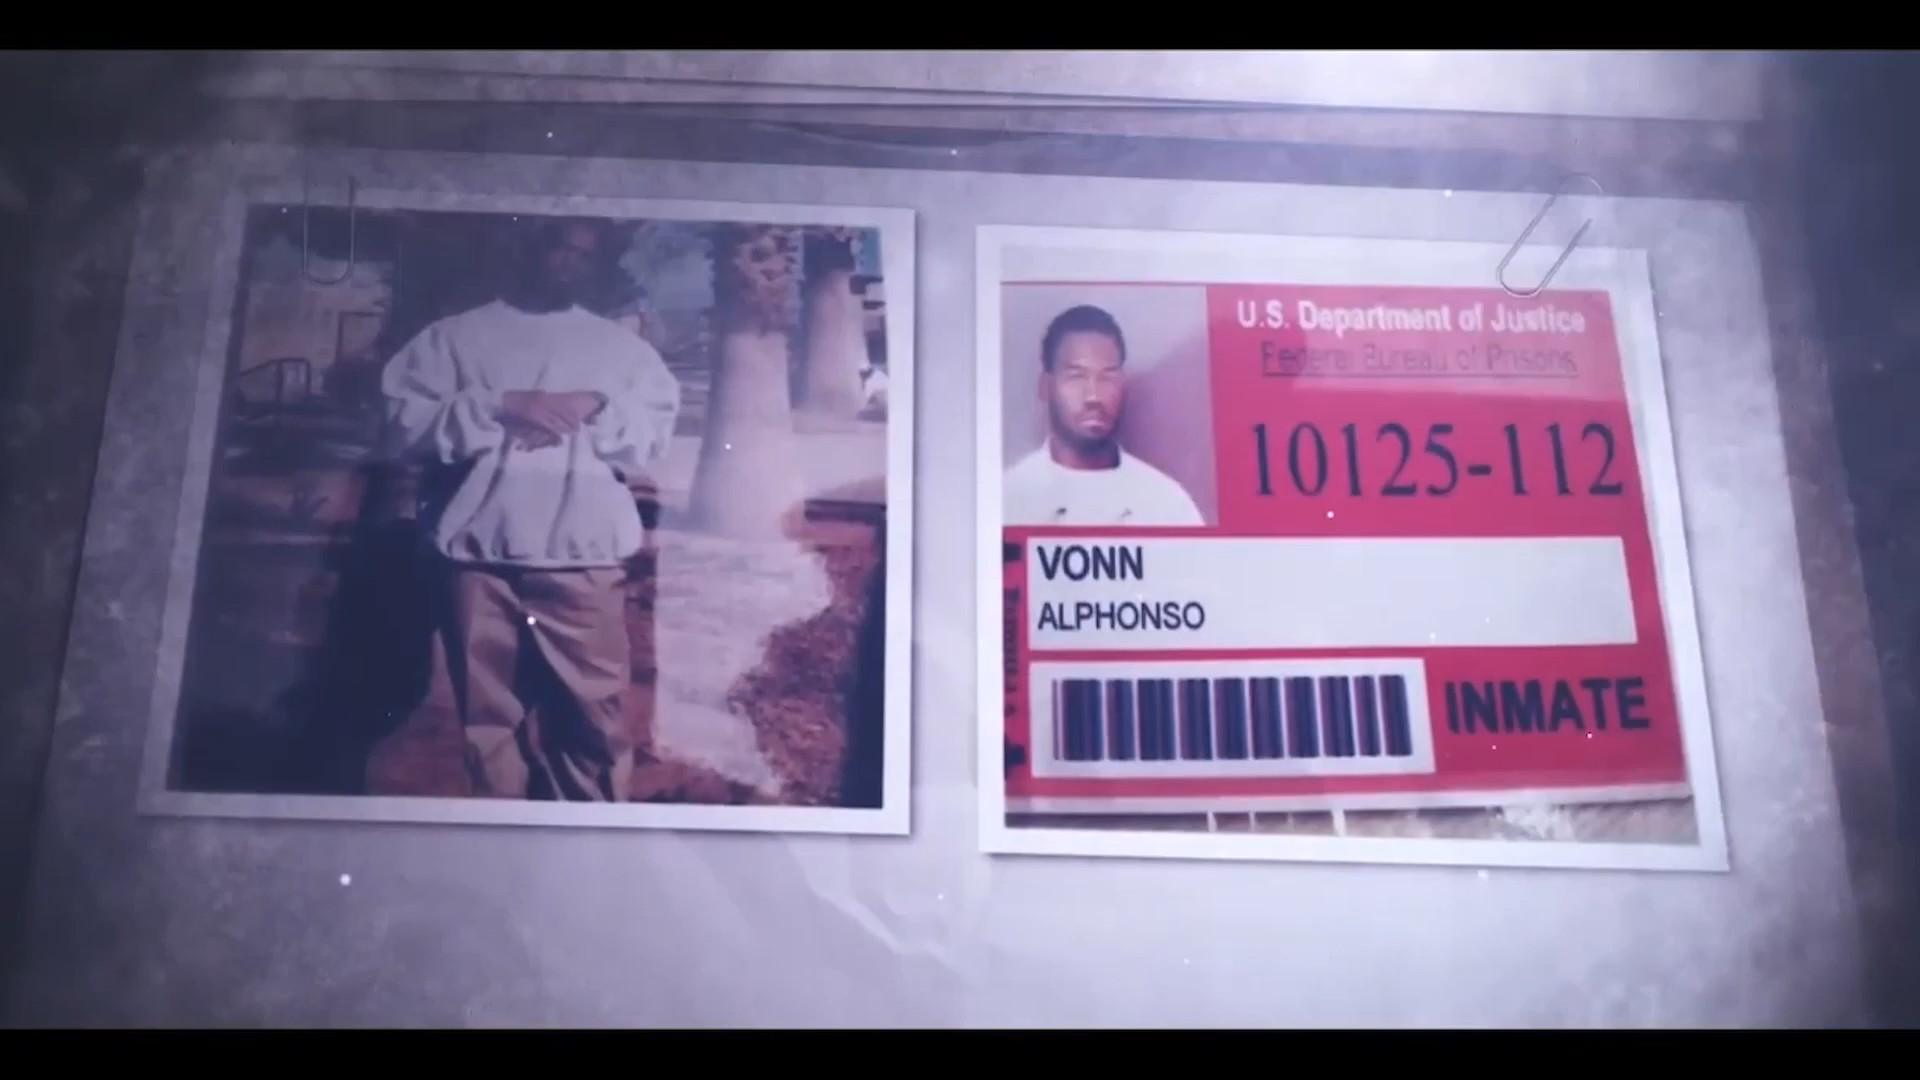 U.S. Department of Justice
Federal Bureau of Prisons
10125-112
VONN
ALPHONSO
INMATE